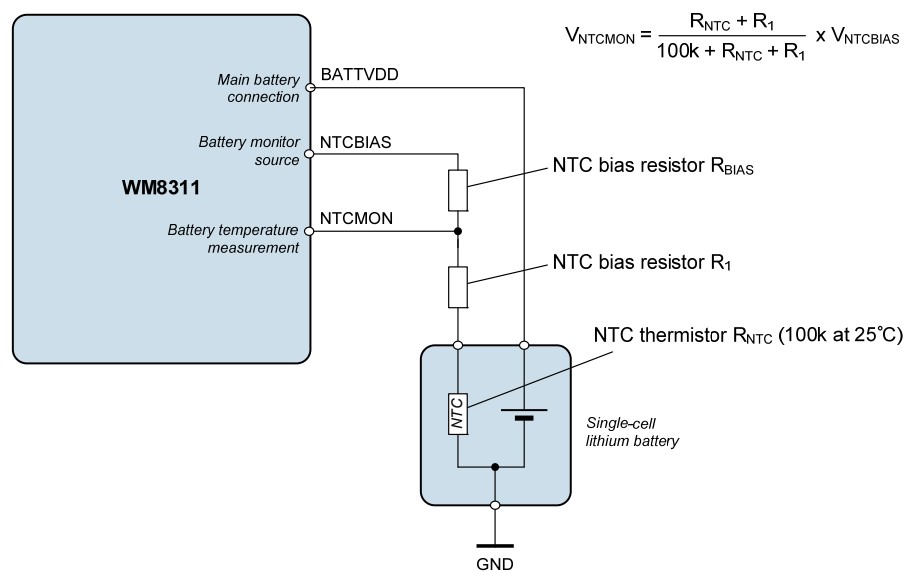 V_NTCMON = (R_NTC + R_1) / (100k + R_NTC + R_1) x V_NTCBIAS
Main battery
connection
BATTVDD
Battery monitor
source
NTCBIAS
WM8311
NTC bias resistor R_BIAS
Battery temperature
measurement
NTCMON
NTC bias resistor R_1
NTC thermistor R_NTC (100k at 25°C)
NTC
Single-cell
lithium battery
GND